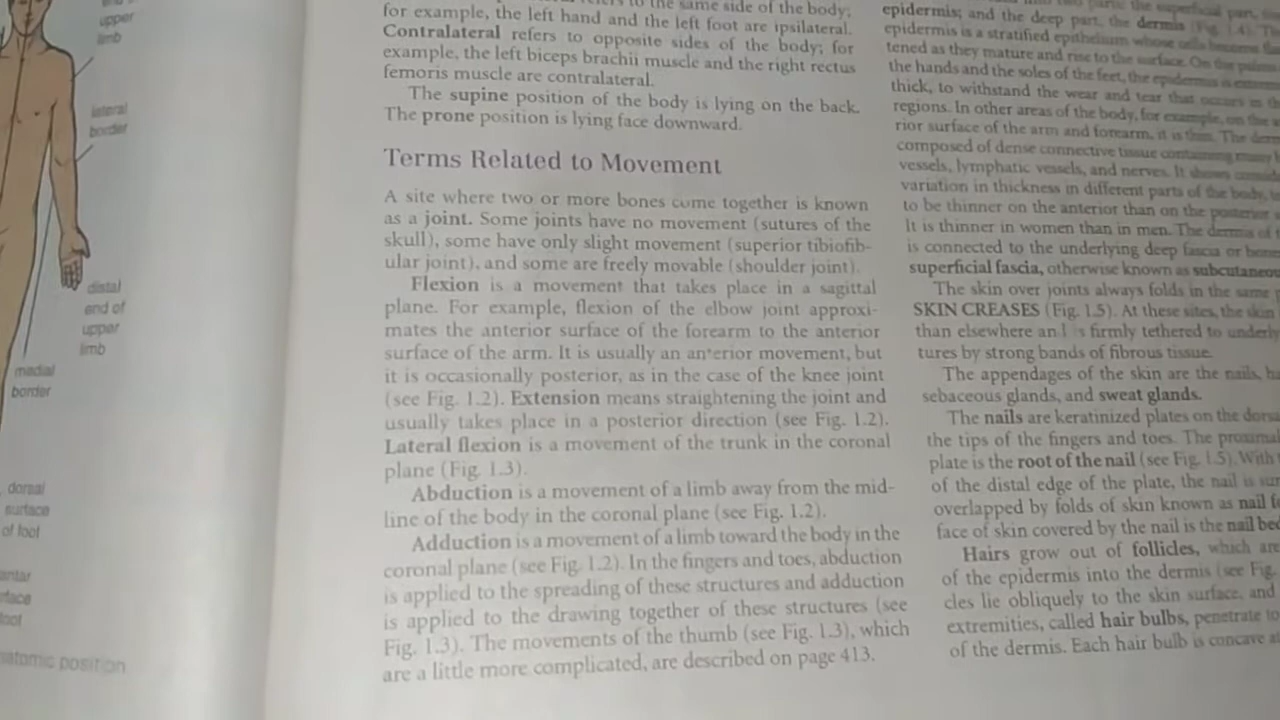 upper
limb
lateral
border
distal
end of
upper
limb
medial
border
dorsal
surface
of foot
position
to the same side of the body;
for example, the left hand and the left foot are ipsilateral.
Contralateral refers to opposite sides of the body; for
example, the left biceps brachii muscle and the right rectus
femoris muscle are contralateral.
The supine position of the body is lying on the back.
The prone position is lying face downward.
Terms Related to Movement
A site where two or more bones come together is known
as a joint. Some joints have no movement (sutures of the
skull), some have only slight movement (superior tibiofib-
ular joint), and some are freely movable (shoulder joint).
Flexion is a movement that takes place in a sagittal
plane. For example, flexion of the elbow joint approxi-
mates the anterior surface of the forearm to the anterior
surface of the arm. It is usually an anterior movement, but
it is occasionally posterior, as in the case of the knee joint
(see Fig. 1.2). Extension means straightening the joint and
usually takes place in a posterior direction (see Fig. 1.2).
Lateral flexion is a movement of the trunk in the coronal
plane (Fig. 1.3).
Abduction is a movement of a limb away from the mid-
line of the body in the coronal plane (see Fig. 1.2).
Adduction is a movement of a limb toward the body in the
coronal plane (see Fig. 1.2). In the fingers and toes, abduction
is applied to the spreading of these structures and adduction
is applied to the drawing together of these structures (see
Fig. 1.3). The movements of the thumb (see Fig. 1.3), which
are a little more complicated, are described on page 413.
the superficial part,
epidermis; and the deep part, the dermis (Fig. 1.4).
epidermis is a stratified epithelium whose cells become
tened as they mature and rise to the surface. On the palms
the hands and the soles of the feet, the epidermis is
thick, to withstand the wear and tear that occurs in
regions. In other areas of the body, for example, on the
rior surface of the arm and forearm, it is thin. The
composed of dense connective tissue containing many
vessels, lymphatic vessels, and nerves. It shows
variation in thickness in different parts of the body,
to be thinner on the anterior than on the posterior
It is thinner in women than in men. The dermis of
is connected to the underlying deep fascia or
superficial fascia, otherwise known as
The skin over joints always folds in the same
SKIN CREASES (Fig. 1.5). At these sites, the skin
than elsewhere an is firmly tethered to
tures by strong bands of fibrous tissue.
The appendages of the skin are the nails,
sebaceous glands, and sweat glands.
The nails are keratinized plates on the
the tips of the fingers and toes. The
plate is the root of the nail (see Fig. 1.5). With
of the distal edge of the plate, the nail is
overlapped by folds of skin known as nail
face of skin covered by the nail is the nail
Hairs grow out of follicles, which are
of the epidermis into the dermis (see Fig.
cles lie obliquely to the skin surface, and
extremities, called hair bulbs, penetrate
of the dermis. Each hair bulb is concave